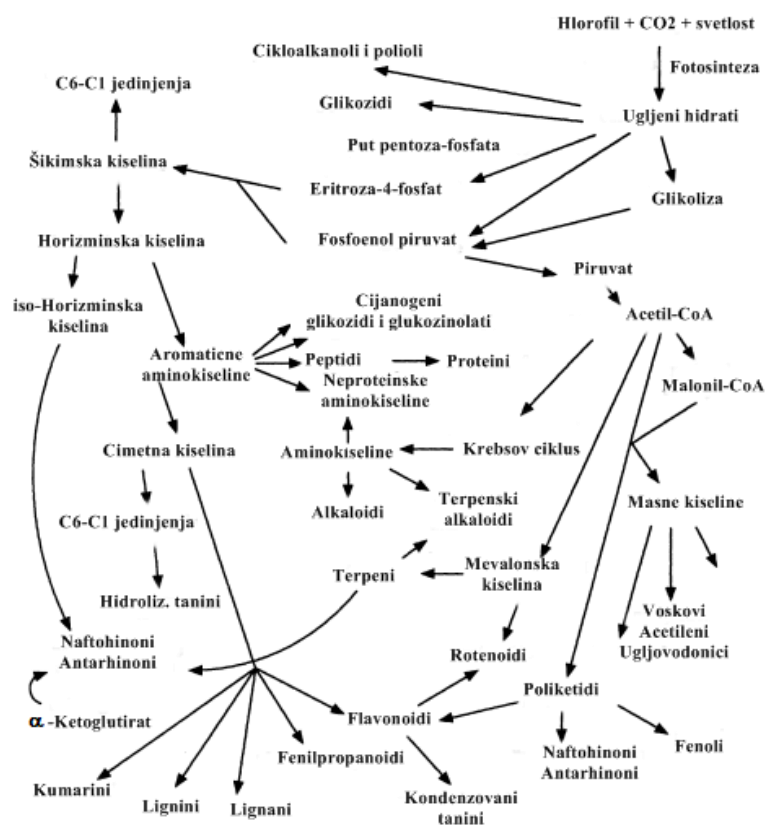 Hlorofil + CO2 + svetlost
Cikloalkanoli i polioli
Fotosinteza
C6-C1 jedinjenja
Glikozidi
Ugljeni hidrati
Put pentoza-fosfata
Šikimska kiselina
Eritroza-4-fosfat
Glikoliza
Horizminska kiselina
Fosfoenol piruvat
Piruvat
iso-Horizminska
kiselina
Cijanogeni
glikozidi i glukozinolati
Acetil-CoA
Aromatiene
aminokiseline
Peptidi
Proteini
Neproteinske
aminokiseline
Malonil-CoA
Cimetna kiselina
Aminokiseline
Krebsov ciklus
C6-C1 jedinjenja
Alkaloidi
Terpenski
alkaloidi
Masne kiseline
Hidroliz. tanini
Terpeni
Mevalonska
kiselina
Voskovi
Acetileni
Ugljovodonici
Naftohinoni
Antarhinoni
Rotenoidi
Poliketidi
α -Ketoglutirat
Flavonoidi
Fenilpropanoidi
Naftohinoni
Antarhinoni
Fenoli
Kumarini
Lignini
Lignani
Kondenzovani
tanini